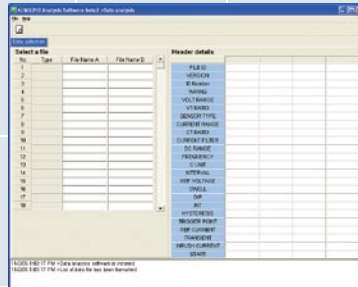 Data selection
Select a file
No Type File Name A File Name B
1
2
3
4
5
6
7
8
9
10
11
12
13
14
15
16
17
18
Header details
FILE ID
VERSION
ID Number
WIRING
VOLT RANGE
VT RATIO
SENSOR TYPE
CURRENT RANGE
CT RATIO
CURRENT FILTER
DC RANGE
FREQUENCY
C UNIT
INTERVAL
REF VOLTAGE
SWELL
DIP
INT
HYSTERESIS
TRIGGER POINT
REF CURRENT
TRANSIENT
INRUSH CURRENT
START